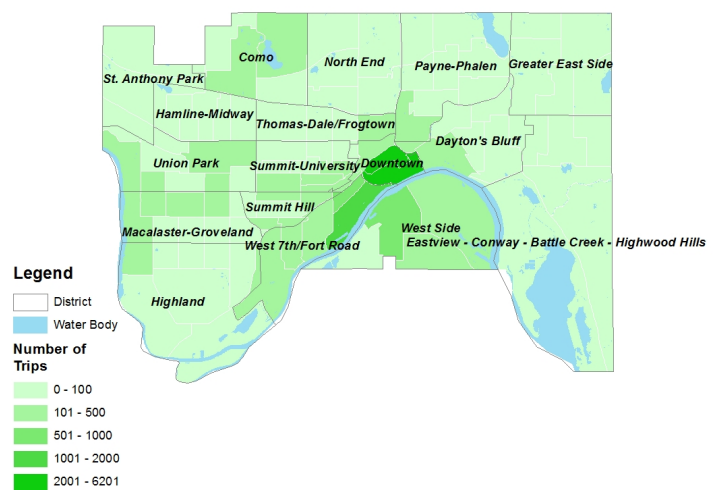 Como
North End
Payne-Phalen
Greater East Side
St. Anthony Park
Hamline-Midway
Thomas-Dale/Frogtown
Dayton's Bluff
Union Park
Summit-University
Downtown
Summit Hill
Macalaster-Groveland
West 7th/Fort Road
West Side
Eastview - Conway - Battle Creek - Highwood Hills
Highland
Legend
District
Water Body
Number of
Trips
0 - 100
101 - 500
501 - 1000
1001 - 2000
2001 - 6201